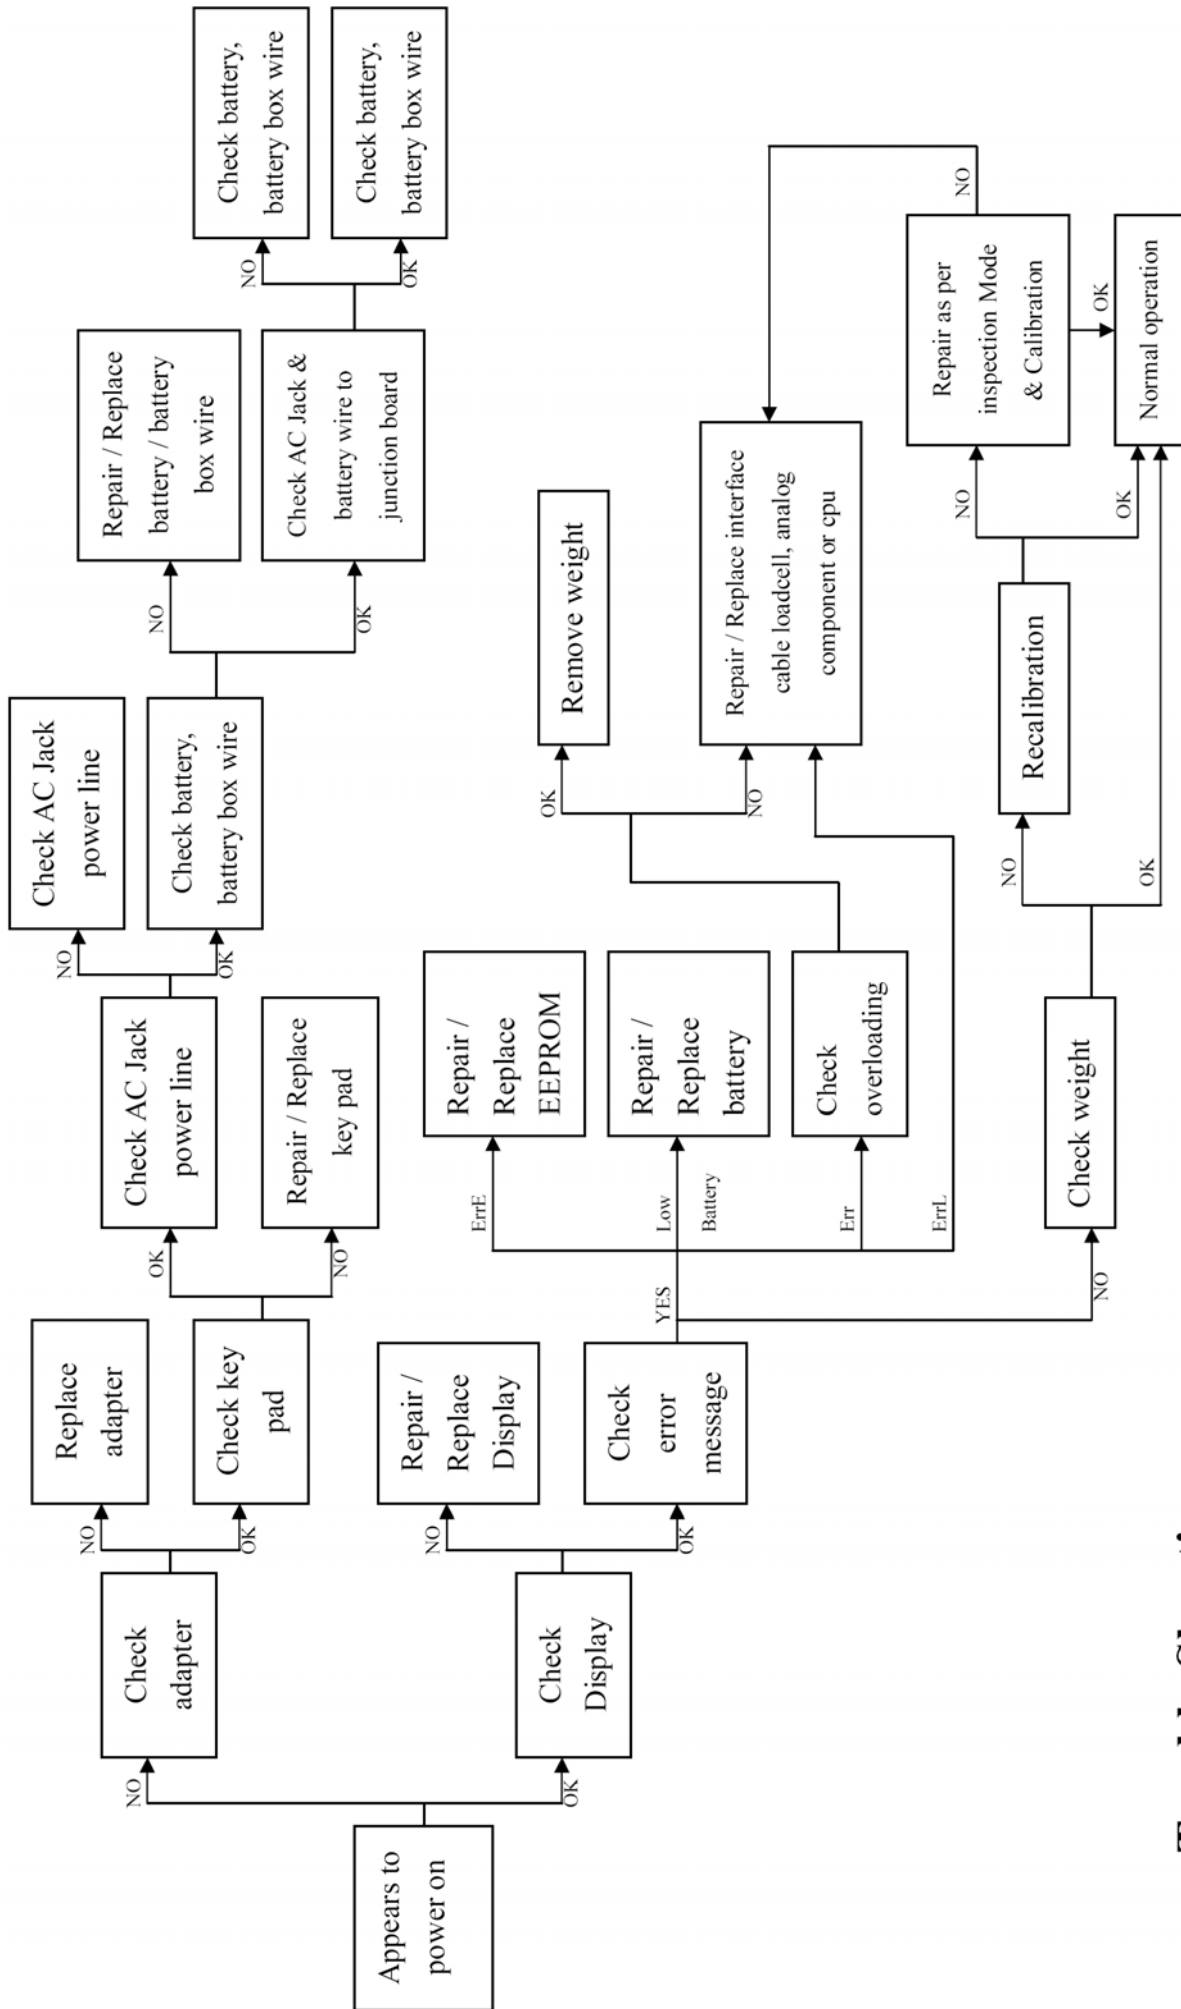 Appears to
power on
NO
OK
Check
adapter
NO
OK
Replace
adapter
Check key
pad
OK
NO
Check AC Jack
power line
Repair / Replace
key pad
NO
OK
Check AC Jack
power line
Check battery,
battery box wire
NO
OK
Repair / Replace
battery / battery
box wire
Check AC Jack &
battery wire to
junction board
NO
OK
Check battery,
battery box wire
Check battery,
battery box wire
Check
Display
NO
OK
Repair /
Replace
Display
Check
error
message
YES
NO
ErrE
Low
Battery
Err
ErrL
Repair /
Replace
EEPROM
Repair /
Replace
battery
Check
overloading
OK
NO
Remove weight
Repair / Replace interface
cable loadcell, analog
component or cpu
Check weight
NO
OK
Recalibration
NO
OK
Repair as per
inspection Mode
& Calibration
NO
OK
Normal operation